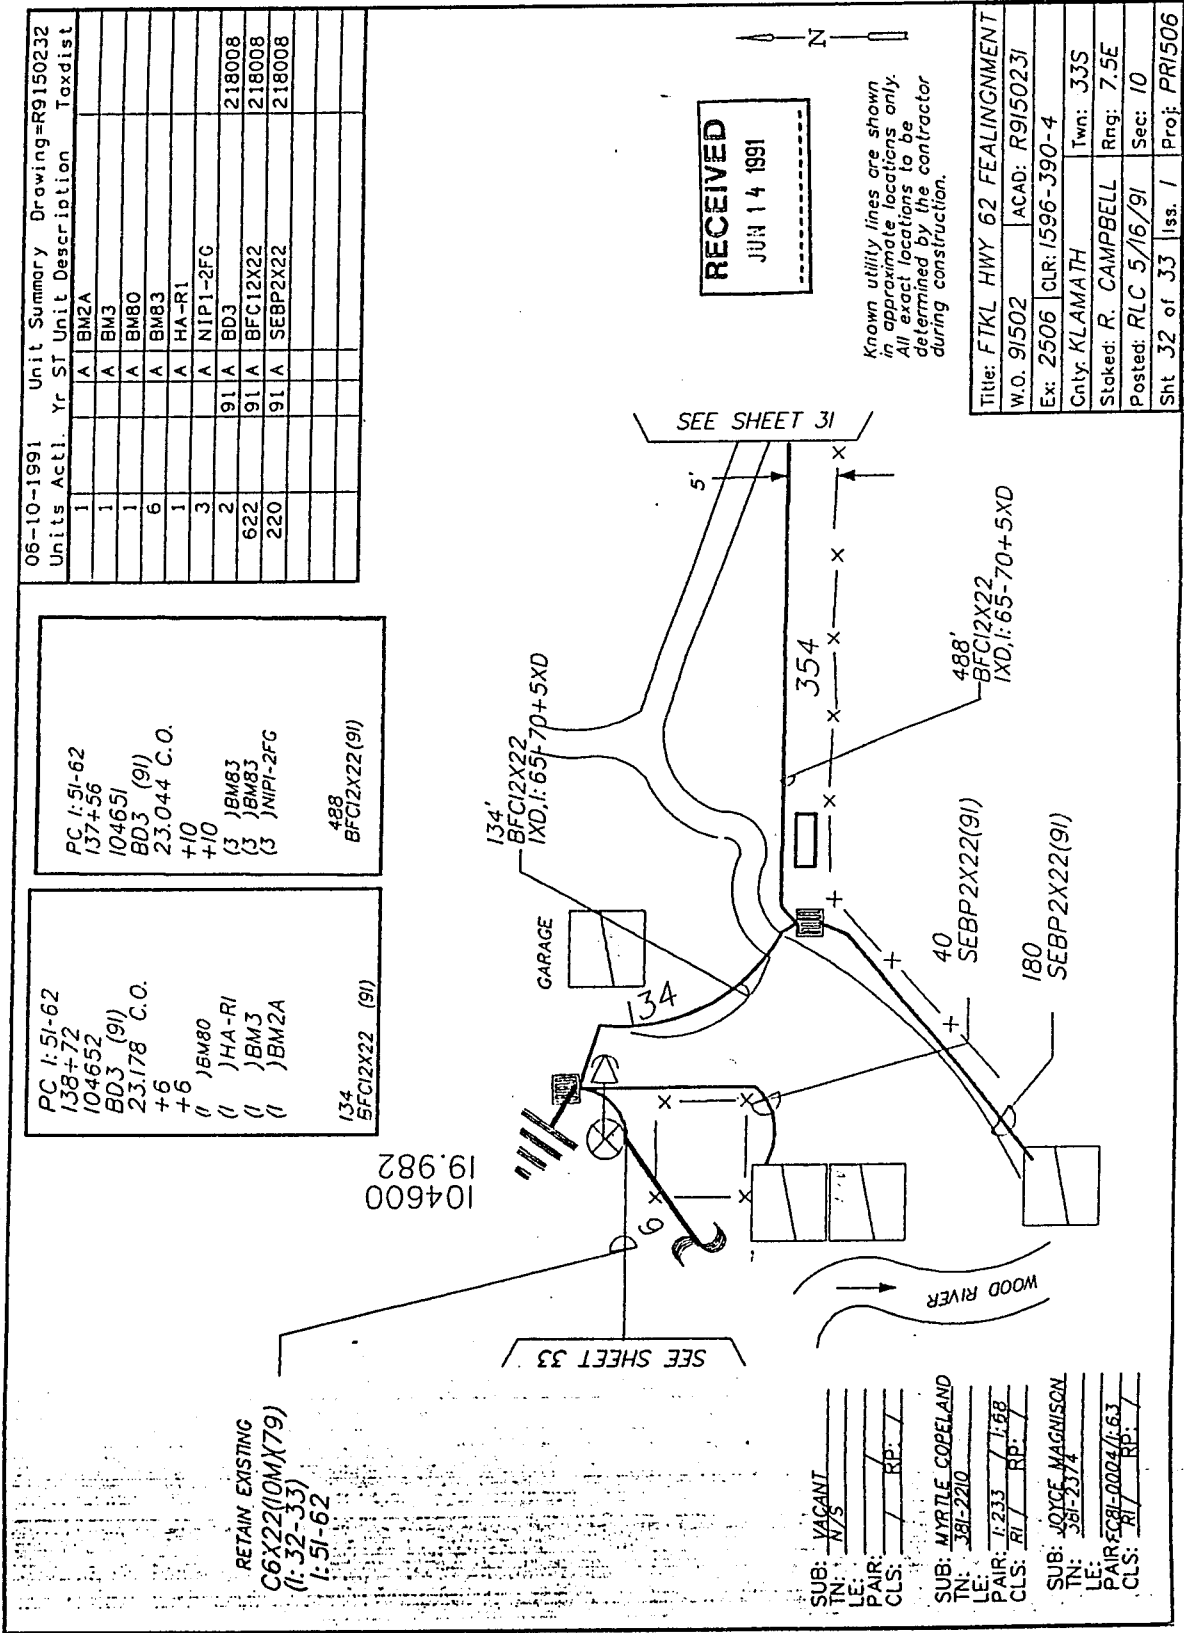 06-10-1991 Unit Summary Drawing=R9150232
Units Actl. Yr ST Unit Description Taxdist
1 A BM2A
1 A BM3
1 A BM80
6 A BM83
1 A HA-R1
3 A NIP1-2FG
2 91 A BD3 218008
622 91 A BFC12X22 218008
220 91 A SEBP2X22 218008
PC 1: 51-62
137+56
104651
BD3 (91)
23.044 C.O.
+10
+10
(3 )BM83
(3 )BM83
(3 )NIP1-2FG
488
BFC12X22(91)
PC 1: 51-62
138+72
104652
BD3 (91)
23.178 C.O.
+6
+6
(1 )BM80
(1 )HA-R1
(1 )BM3
(1 )BM2A
134
BFC12X22 (91)
N
RECEIVED
JUN 14 1991
Known utility lines are shown
in approximate locations only.
All exact locations to be
determined by the contractor
during construction.
SEE SHEET 31
5'
134'
BFC12X22
1XD,1: 65-70+5XD
354
488'
BFC12X22
1XD,1: 65-70+5XD
GARAGE
134
40
SEBP2X22(91)
180
SEBP2X22(91)
104600
19.982
6
WOOD RIVER
SEE SHEET 33
RETAIN EXISTING
C6X22(10M)(79)
(1: 32-33)
1: 51-62
SUB: VACANT
TN: N/S
LE:
PAIR: /
CLS: / RP: /
SUB: MYRTLE COPELAND
TN: 381-2210
LE:
PAIR: 1:233 / 1:68
CLS: R1 / RP: /
SUB: JOYCE MAGNISON
TN: 381-2374
LE:
PAIR: FC81-0004/1:63
CLS: R1 / RP: /
Title: FTKL HWY 62 FEALINGNMENT
W.O. 91502 ACAD: R9150231
Ex: 2506 CLR: 1596-390-4
Cnty: KLAMATH Twn: 33S
Staked: R. CAMPBELL Rng: 7.5E
Posted: RLC 5/16/91 Sec: 10
Sht 32 of 33 Iss. 1 Proj: PR1506